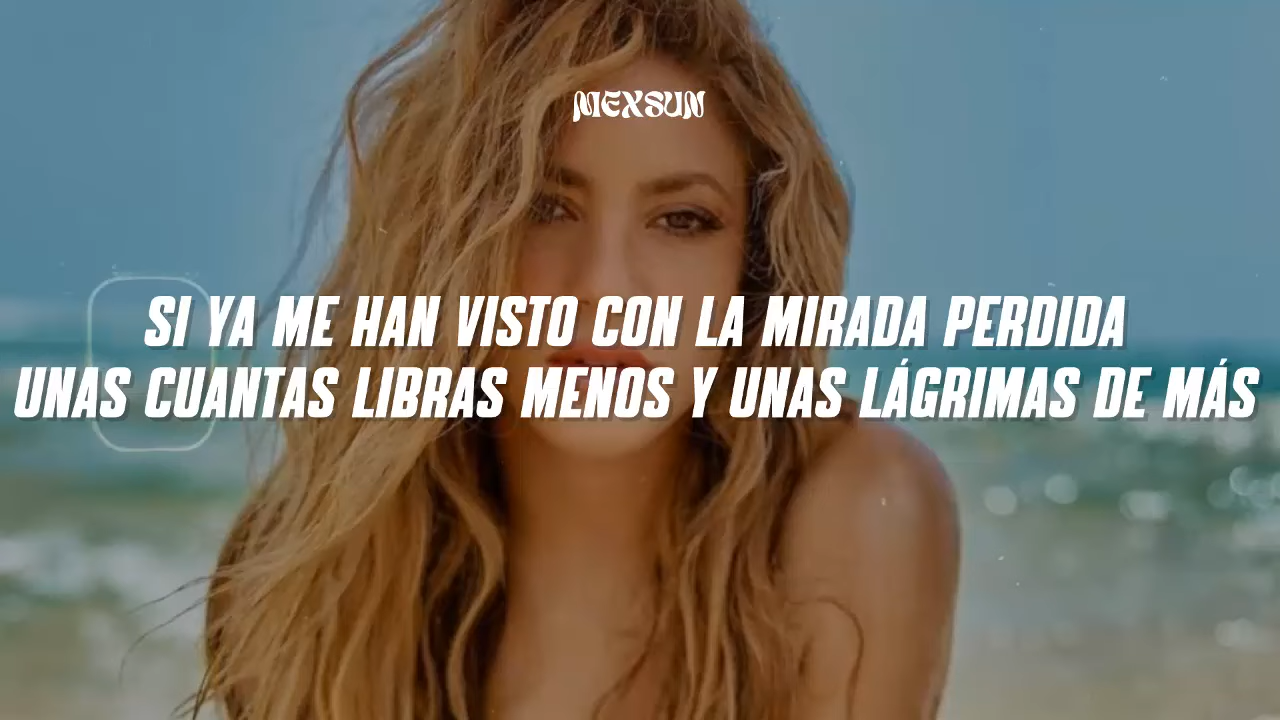 MEXSUN
SI YA ME HAN VISTO CON LA MIRADA PERDIDA
UNAS CUANTAS LIBRAS MENOS Y UNAS LÁGRIMAS DE MÁS